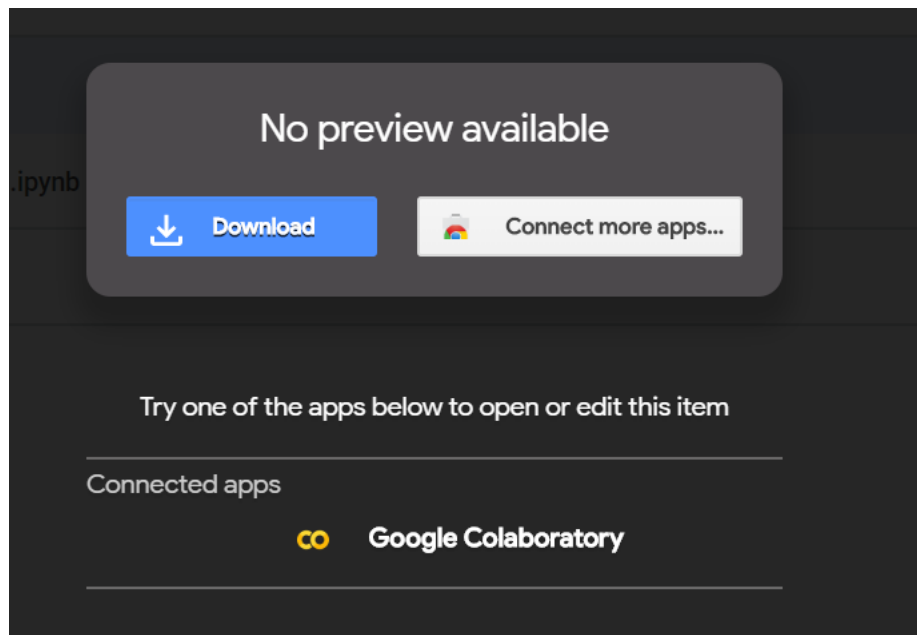 No preview available
.ipynb
Download
Connect more apps...
Try one of the apps below to open or edit this item
Connected apps
Google Colaboratory